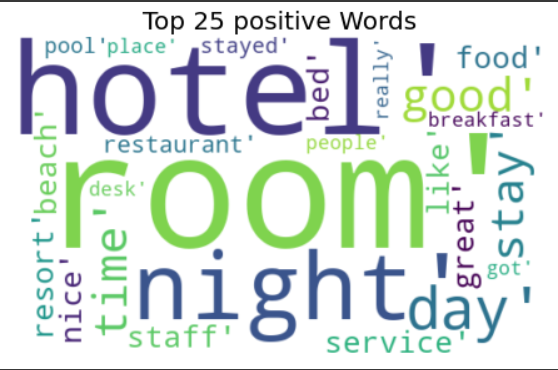 Top 25 positive Words
pool' place' stayed'
hotel'
bed'
really'
food'
good'
breakfast'
restaurant'
people'
beach'
desk'
room'
like'
stay'
great'
got'
resort'
nice'
time'
night'
day'
staff'
service'